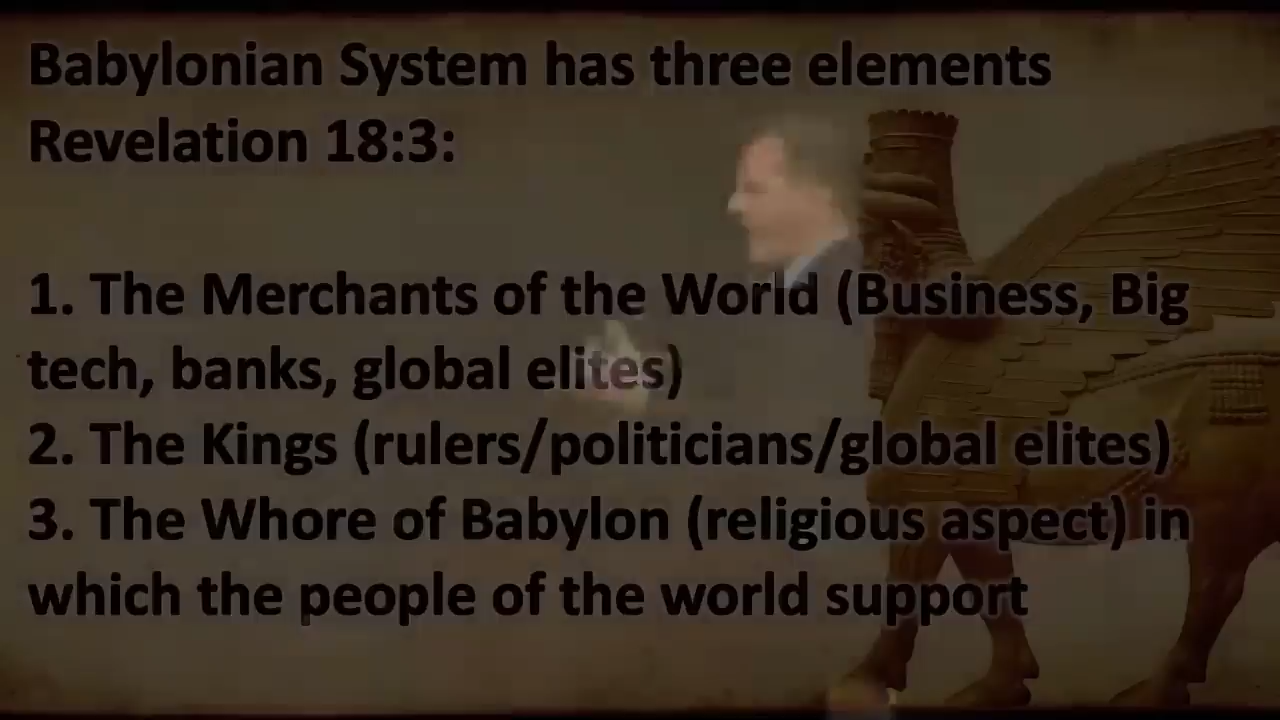 Babylonian System has three elements
Revelation 18:3:
1. The Merchants of the World (Business, Big
tech, banks, global elites)
2. The Kings (rulers/politicians/global elites)
3. The Whore of Babylon (religious aspect) in
which the people of the world support